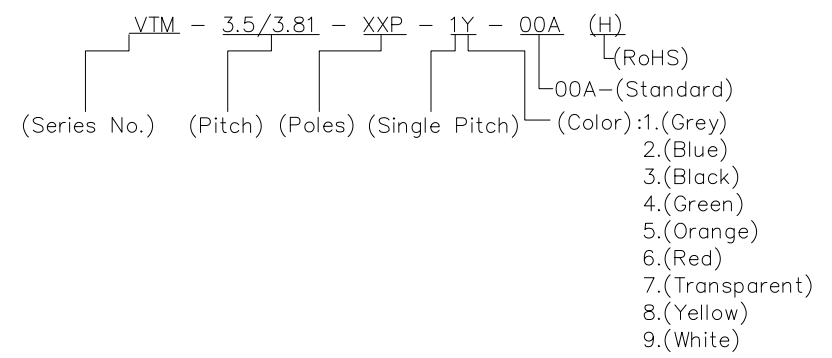 VTM - 3.5/3.81 - XXP - 1Y - 00A (H)
(RoHS)
00A-(Standard)
(Series No.) (Pitch) (Poles) (Single Pitch) (Color):1.(Grey)
2.(Blue)
3.(Black)
4.(Green)
5.(Orange)
6.(Red)
7.(Transparent)
8.(Yellow)
9.(White)